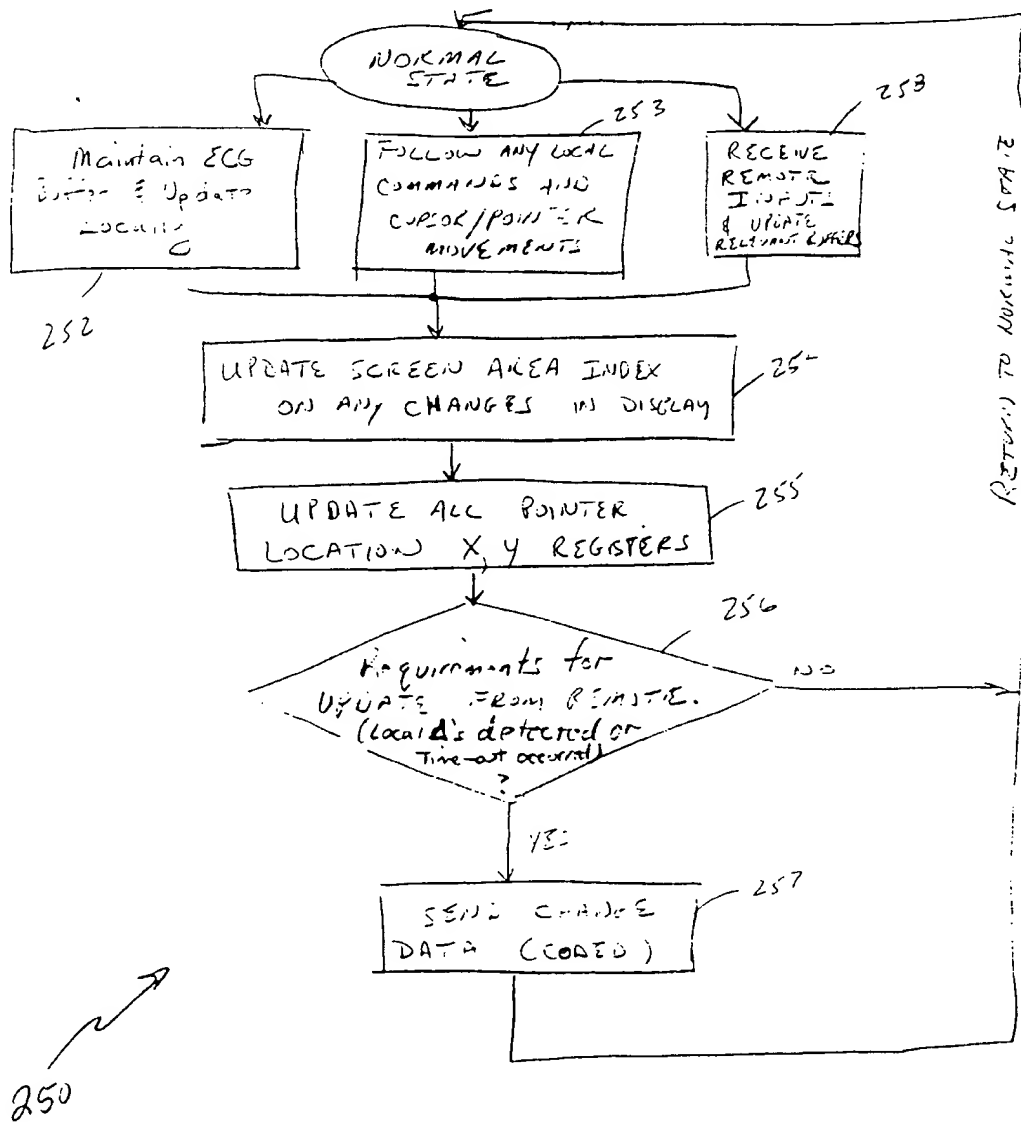 NORMAL
STATE
253
253
Maintain ECG
Buffer & Update
Locally
FOLLOW ANY LOCAL
COMMANDS AND
CURSOR/POINTER
MOVEMENTS
RECEIVE
REMOTE
INPUTS
& UPDATE
RELEVANT BUFFERS
252
UPDATE SCREEN AREA INDEX
ON ANY CHANGES IN DISPLAY
25
UPDATE ALL POINTER
LOCATION X, Y REGISTERS
255
256
Requirements for
UPDATE FROM REMOTE.
(Local Δ's detected or
Time-out occurred)
?
NO
YES
SEND CHANGE
DATA (CODED)
257
RETURN TO NORMAL STATE
250